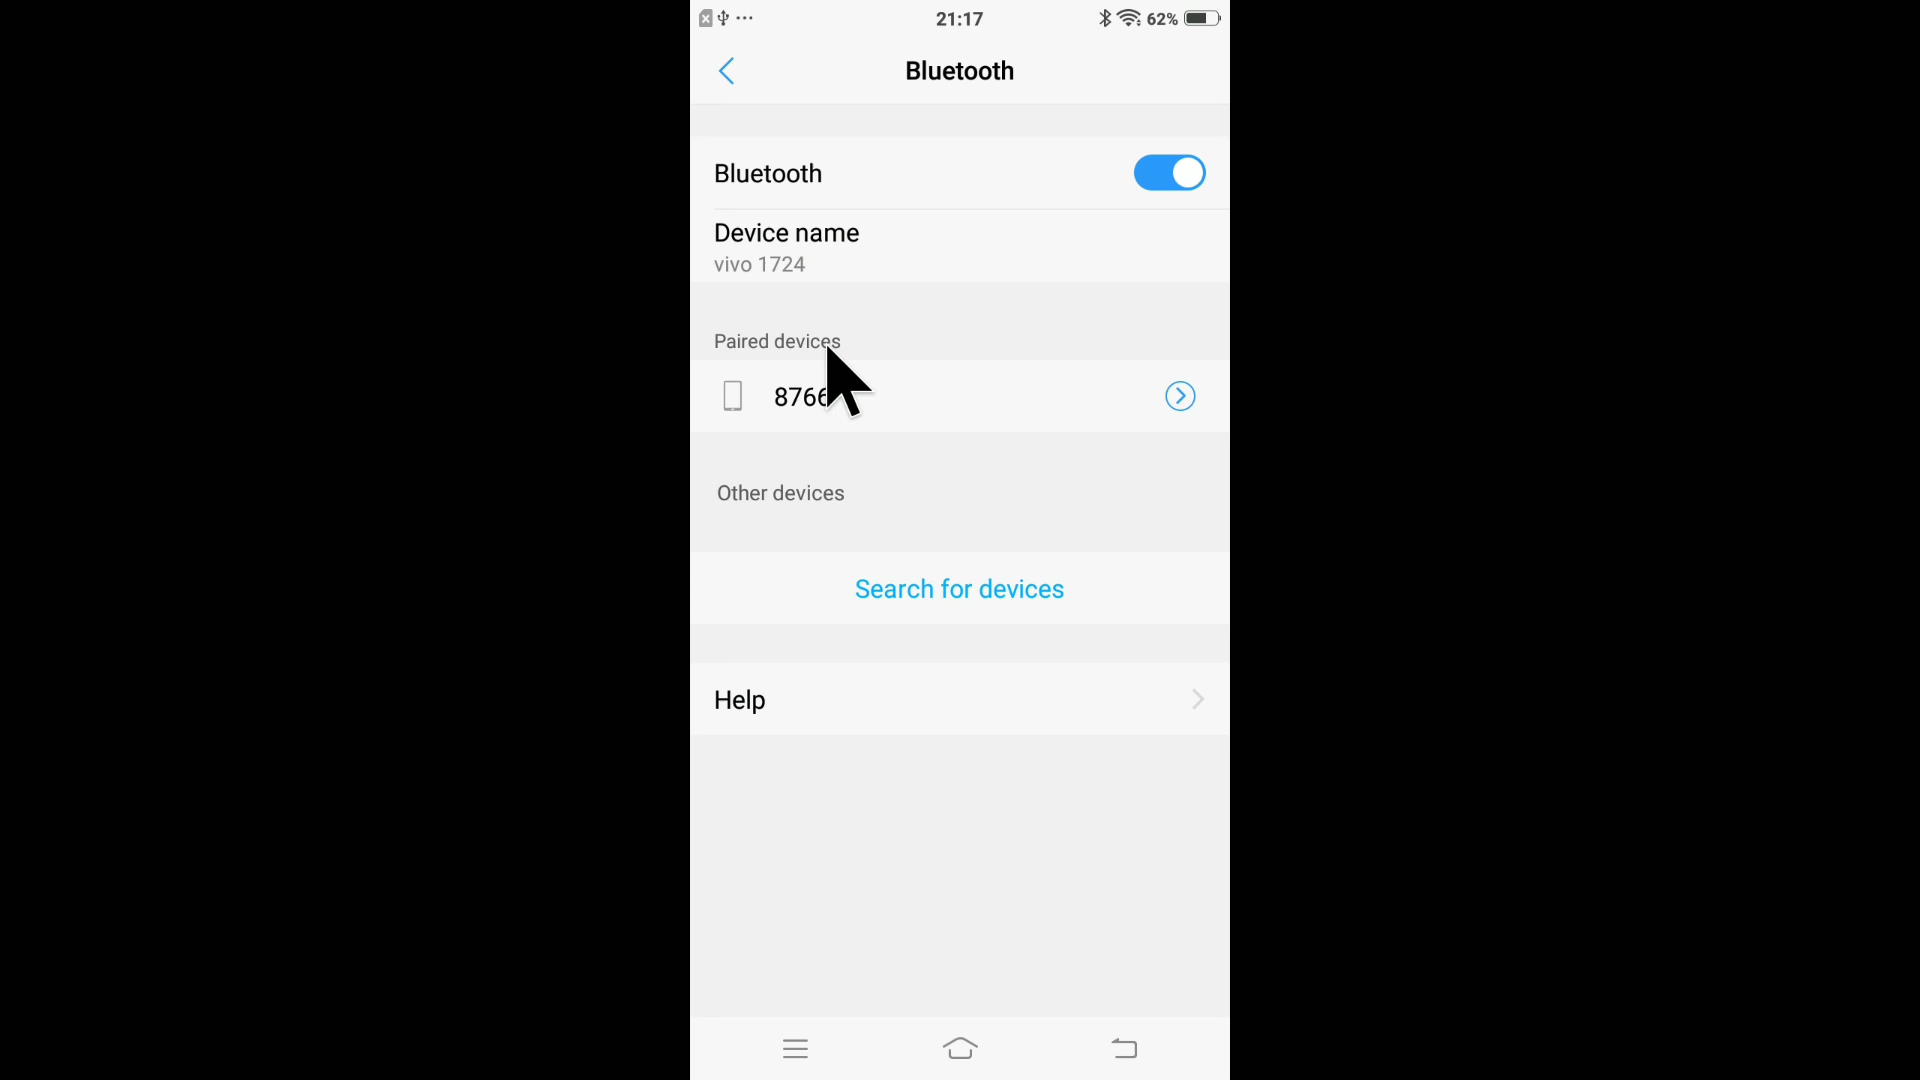 21:17 62%
Bluetooth
Bluetooth
Device name
vivo 1724
Paired devices
8766
Other devices
Search for devices
Help